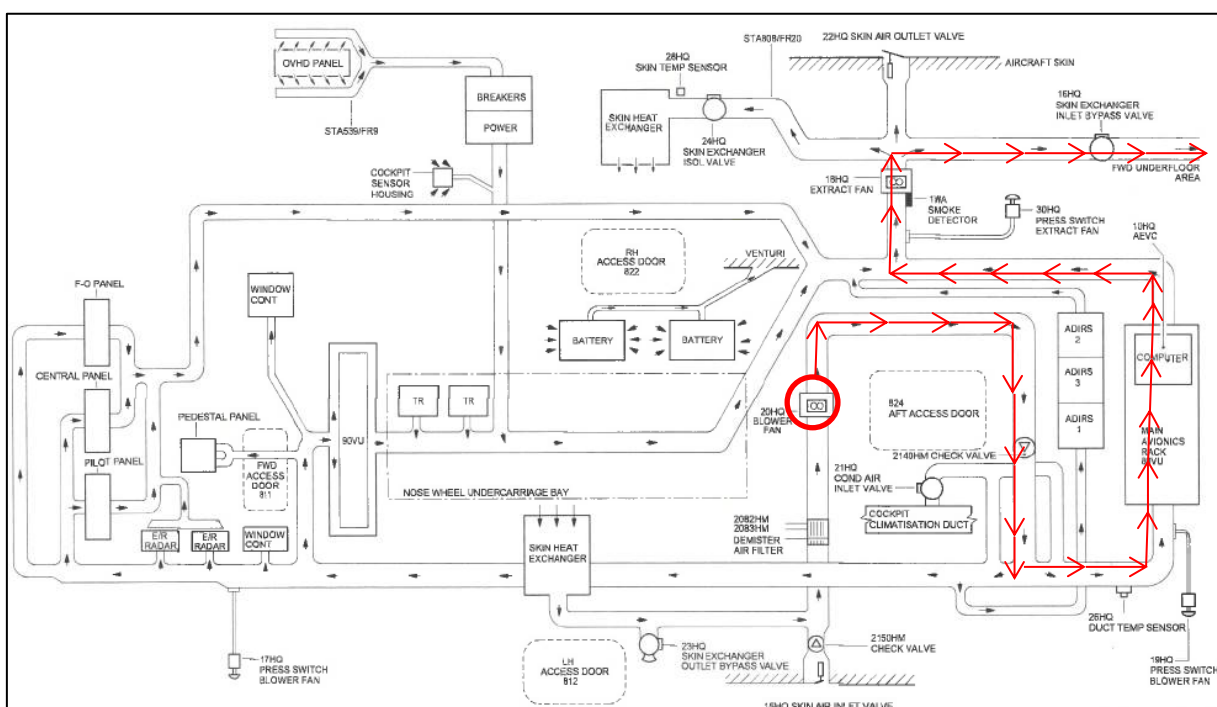 OVHD PANEL
STA539/FR9
BREAKERS
POWER
COCKPIT
SENSOR
HOUSING
28HQ
SKIN TEMP SENSOR
STA808/FR20
22HQ SKIN AIR OUTLET VALVE
AIRCRAFT SKIN
SKIN HEAT
EXCHANGER
24HQ
SKIN EXCHANGER
ISOL VALVE
16HQ
SKIN EXCHANGER
INLET BYPASS VALVE
FWD UNDERFLOOR
AREA
18HQ
EXTRACT FAN
1WA
SMOKE
DETECTOR
30HQ
PRESS SWITCH
EXTRACT FAN
10HQ
AEVC
RH
ACCESS DOOR
822
VENTURI
F-O PANEL
WINDOW
CONT
BATTERY
BATTERY
ADIRS
2
ADIRS
3
ADIRS
1
COMPUTER
CENTRAL PANEL
PEDESTAL PANEL
PILOT PANEL
FWD
ACCESS
DOOR
811
90VU
TR
TR
20HQ
BLOWER
FAN
824
AFT ACCESS DOOR
2140HM CHECK VALVE
MAIN
AVIONICS
RACK
NOSE WHEEL UNDERCARRIAGE BAY
21HQ
COND AIR
INLET VALVE
COCKPIT
CLIMATISATION DUCT
E/R
RADAR
E/R
RADAR
WINDOW
CONT
SKIN HEAT
EXCHANGER
2082HM
2083HM
DEMISTER
AIR FILTER
26HQ
DUCT TEMP SENSOR
17HQ
PRESS SWITCH
BLOWER FAN
LH
ACCESS DOOR
812
23HQ
SKIN EXCHANGER
OUTLET BYPASS VALVE
2150HM
CHECK VALVE
19HQ
PRESS SWITCH
BLOWER FAN
15HQ SKIN AIR INLET VALVE